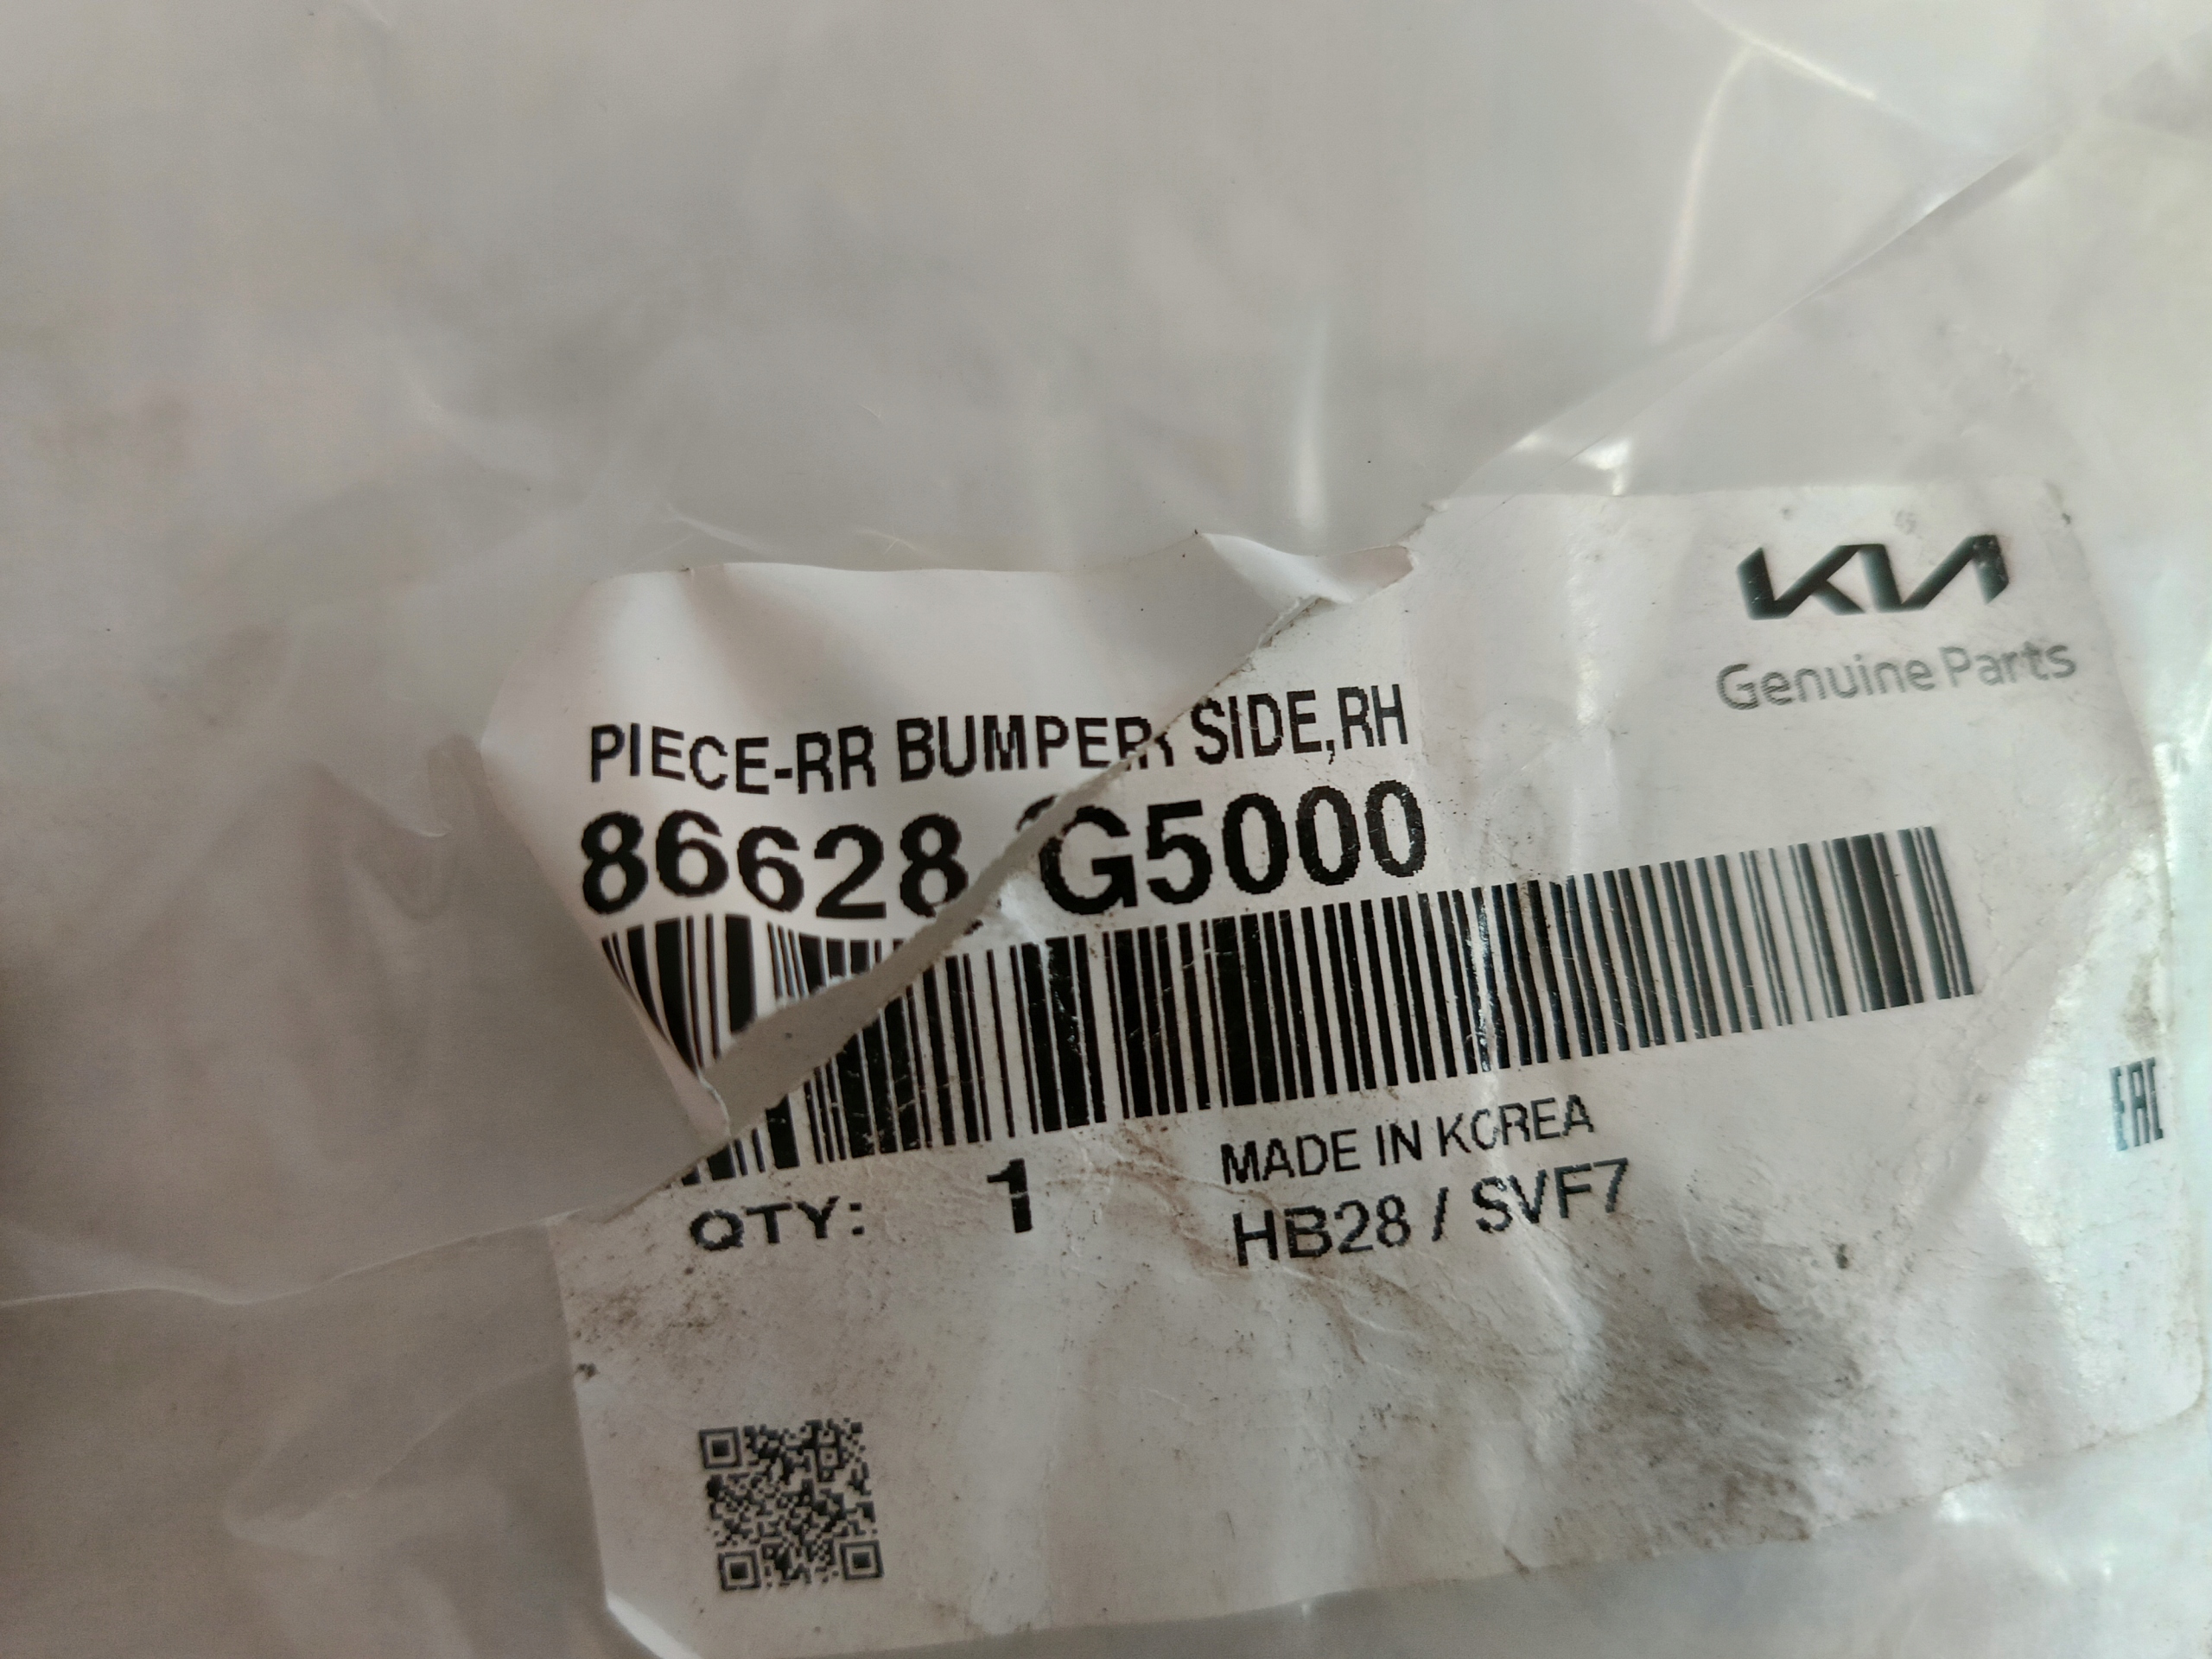 KIA
Genuine Parts
PIECE-RR BUMPER SIDE,RH
86628 G5000
MADE IN KOREA
QTY: 1
HB28 / SVF7
EAC